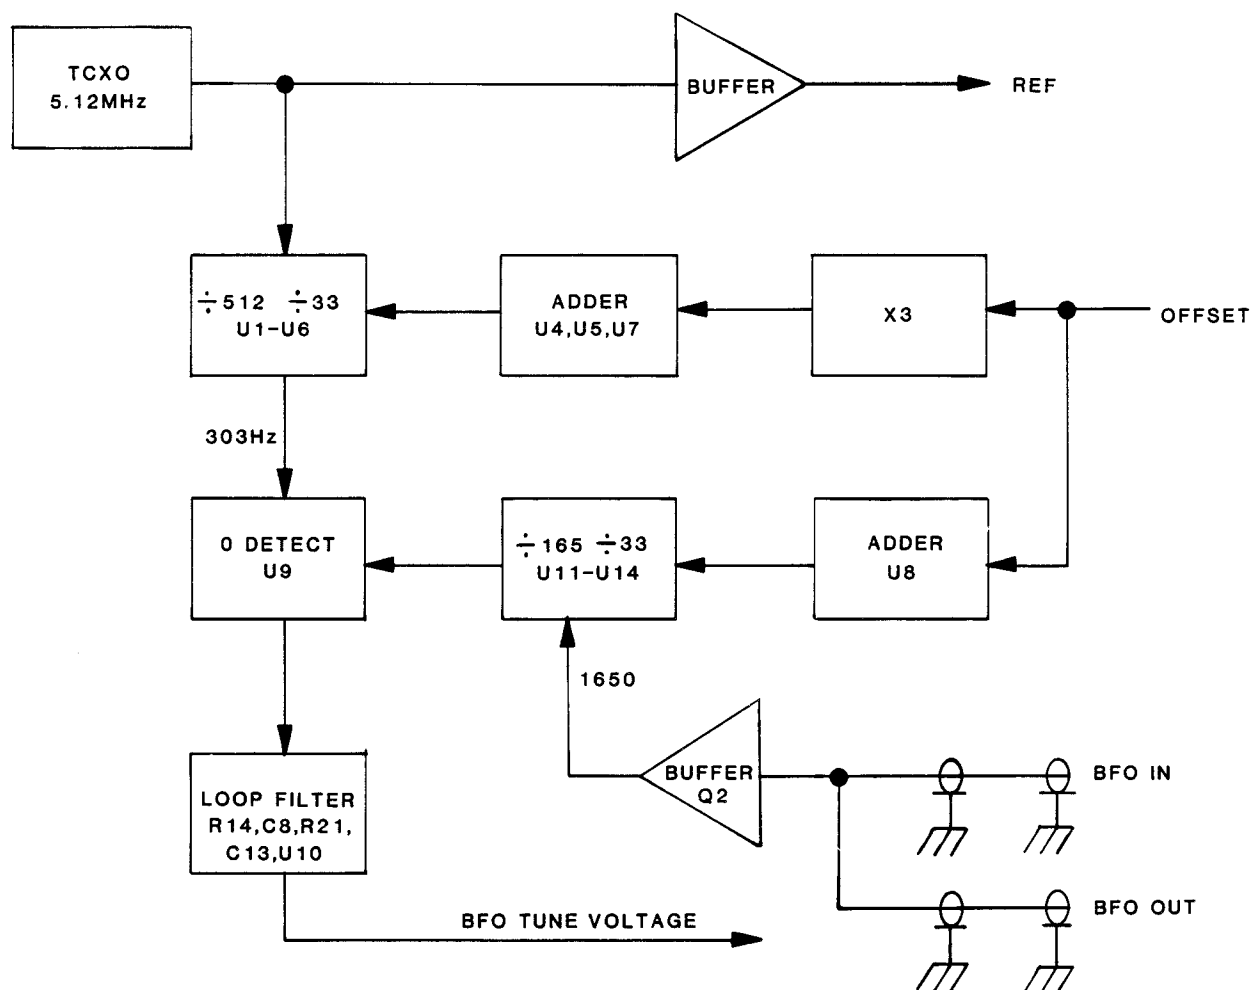 TCXO
5.12MHz
BUFFER
REF
÷512 ÷33
U1-U6
ADDER
U4,U5,U7
X3
OFFSET
303Hz
0 DETECT
U9
÷165 ÷33
U11-U14
ADDER
U8
1650
LOOP FILTER
R14,C8,R21,
C13,U10
BUFFER
Q2
BFO IN
BFO TUNE VOLTAGE
BFO OUT